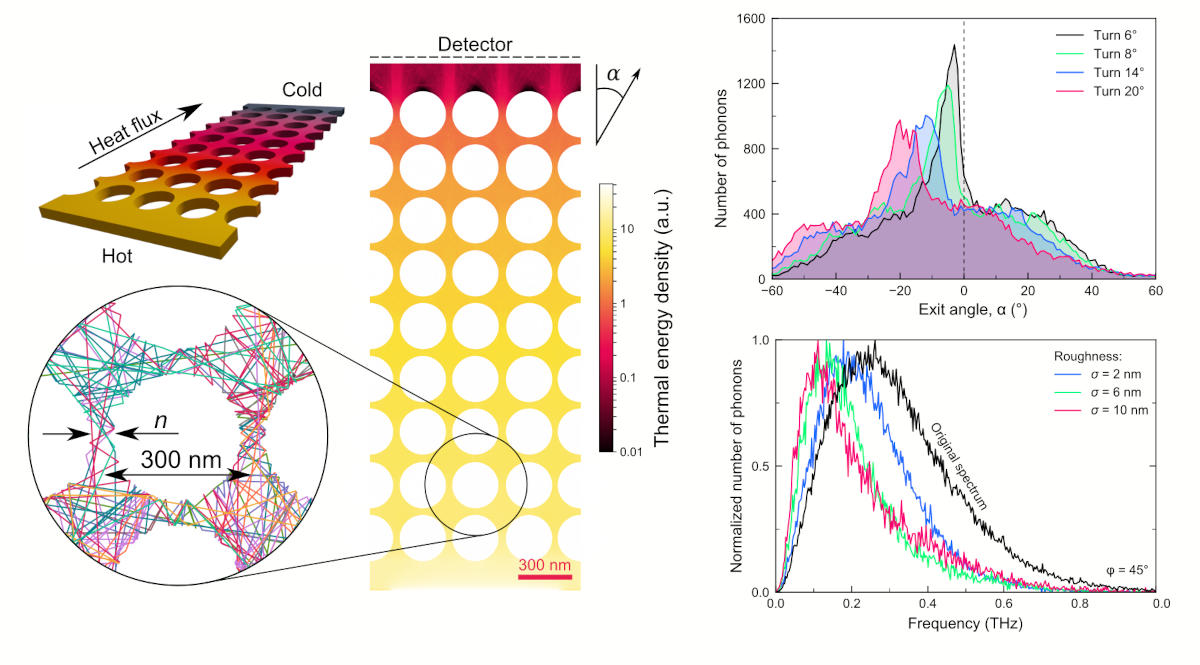 Heat flux
Cold
Hot
n
300 nm
Detector
α
300 nm
10
1
0.1
0.01
Thermal energy density (a.u.)
1600
1200
800
400
0
Number of phonons
Turn 6°
Turn 8°
Turn 14°
Turn 20°
−60 −40 −20 0 20 40 60
Exit angle, α (°)
1.0
0.5
0.0
Normalized number of phonons
Roughness:
σ = 2 nm
σ = 6 nm
σ = 10 nm
Original spectrum
φ = 45°
0.0 0.2 0.4 0.6 0.8 0.0
Frequency (THz)